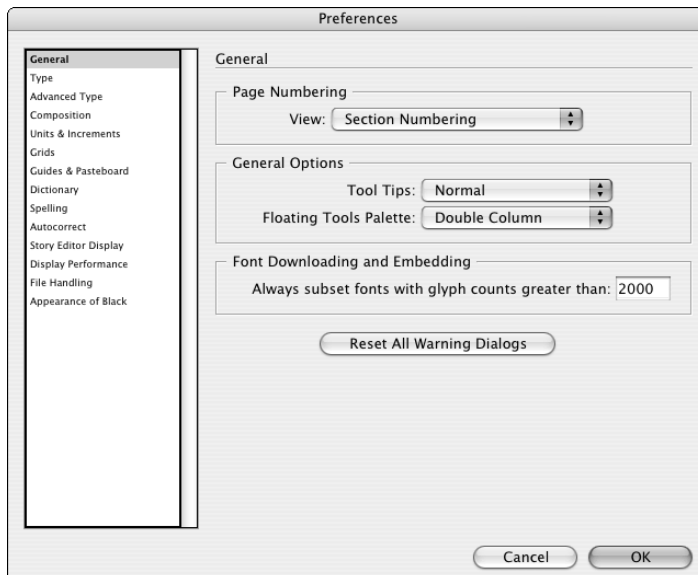 Preferences
General
Type
Advanced Type
Composition
Units & Increments
Grids
Guides & Pasteboard
Dictionary
Spelling
Autocorrect
Story Editor Display
Display Performance
File Handling
Appearance of Black
General
Page Numbering
View: Section Numbering
General Options
Tool Tips: Normal
Floating Tools Palette: Double Column
Font Downloading and Embedding
Always subset fonts with glyph counts greater than: 2000
Reset All Warning Dialogs
Cancel OK